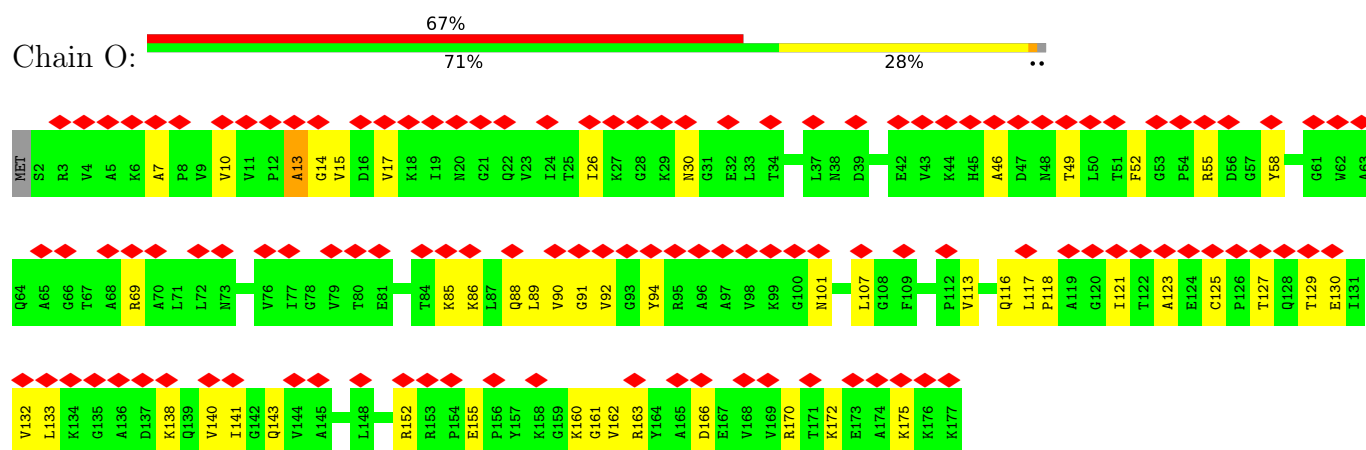 67%
Chain O:
71% 28% ..
MET S2 R3 V4 A5 K6 A7 P8 V9 V10 V11 P12 A13 G14 V15 D16 V17 K18 I19 N20 G21 Q22 V23 I24 T25 I26 K27 G28 K29 N30 G31 E32 L33 T34 L37 N38 D39 E42 V43 K44 H45 A46 D47 N48 T49 L50 T51 F52 G53 P54 R55 D56 G57 Y58 G61 W62 A63
Q64 A65 G66 T67 A68 R69 A70 L71 L72 N73 V76 I77 G78 V79 T80 E81 T84 K85 K86 L87 Q88 L89 V90 G91 V92 G93 Y94 R95 A96 A97 V98 K99 G100 N101 L107 G108 F109 P112 V113 Q116 L117 P118 A119 G120 I121 T122 A123 E124 C125 P126 T127 Q128 T129 E130 I131
V132 L133 K134 G135 A136 D137 K138 Q139 V140 I141 G142 Q143 V144 A145 L148 R152 R153 P154 E155 P156 Y157 K158 G159 K160 G161 V162 R163 Y164 A165 D166 E167 V168 V169 R170 T171 K172 E173 A174 K175 K176 K177